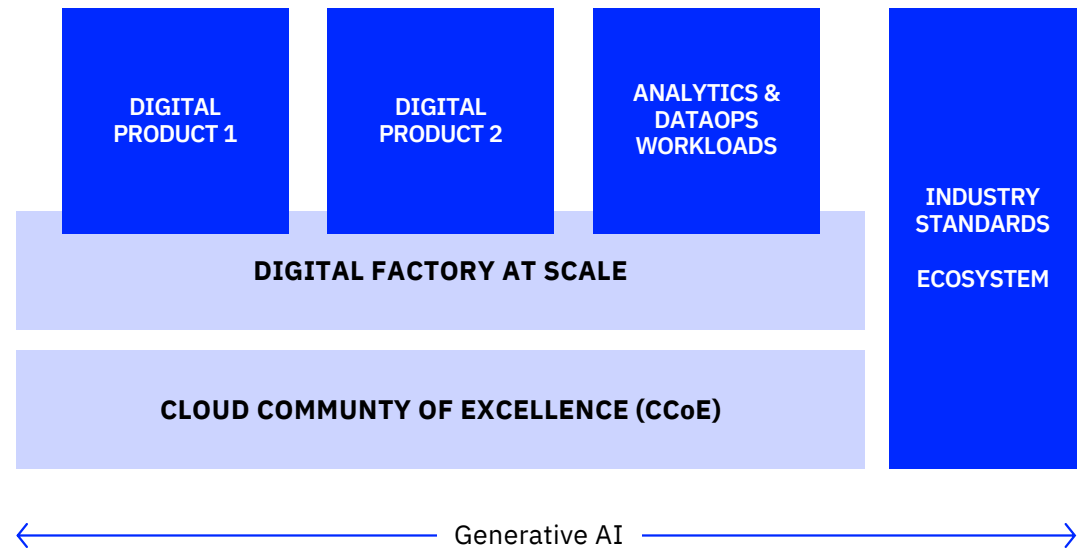 DIGITAL
PRODUCT 1
DIGITAL
PRODUCT 2
ANALYTICS &
DATAOPS
WORKLOADS
INDUSTRY
STANDARDS
ECOSYSTEM
DIGITAL FACTORY AT SCALE
CLOUD COMMUNTY OF EXCELLENCE (CCoE)
Generative AI